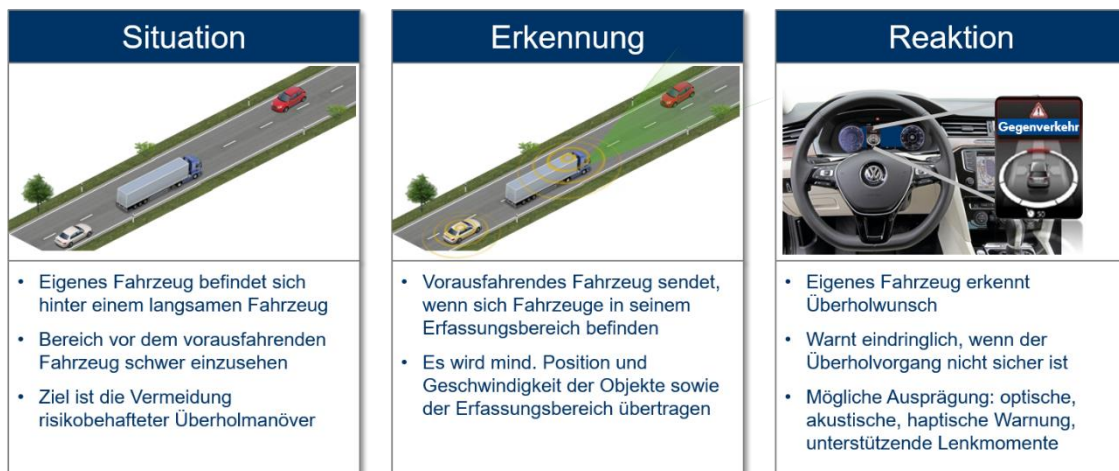 Situation
Eigenes Fahrzeug befindet sich
hinter einem langsamen Fahrzeug
Bereich vor dem vorausfahrenden
Fahrzeug schwer einzusehen
Ziel ist die Vermeidung
risikobehafteter Überholmanöver
Erkennung
Vorausfahrendes Fahrzeug sendet,
wenn sich Fahrzeuge in seinem
Erfassungsbereich befinden
Es wird mind. Position und
Geschwindigkeit der Objekte sowie
der Erfassungsbereich übertragen
Reaktion
Gegenverkehr
50
Eigenes Fahrzeug erkennt
Überholwunsch
Warnt eindringlich, wenn der
Überholvorgang nicht sicher ist
Mögliche Ausprägung: optische,
akustische, haptische Warnung,
unterstützende Lenkmomente